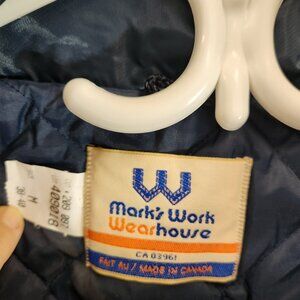 Mark's Work
Wearhouse
CA 03961
FAIT AU / MADE IN CANADA
M